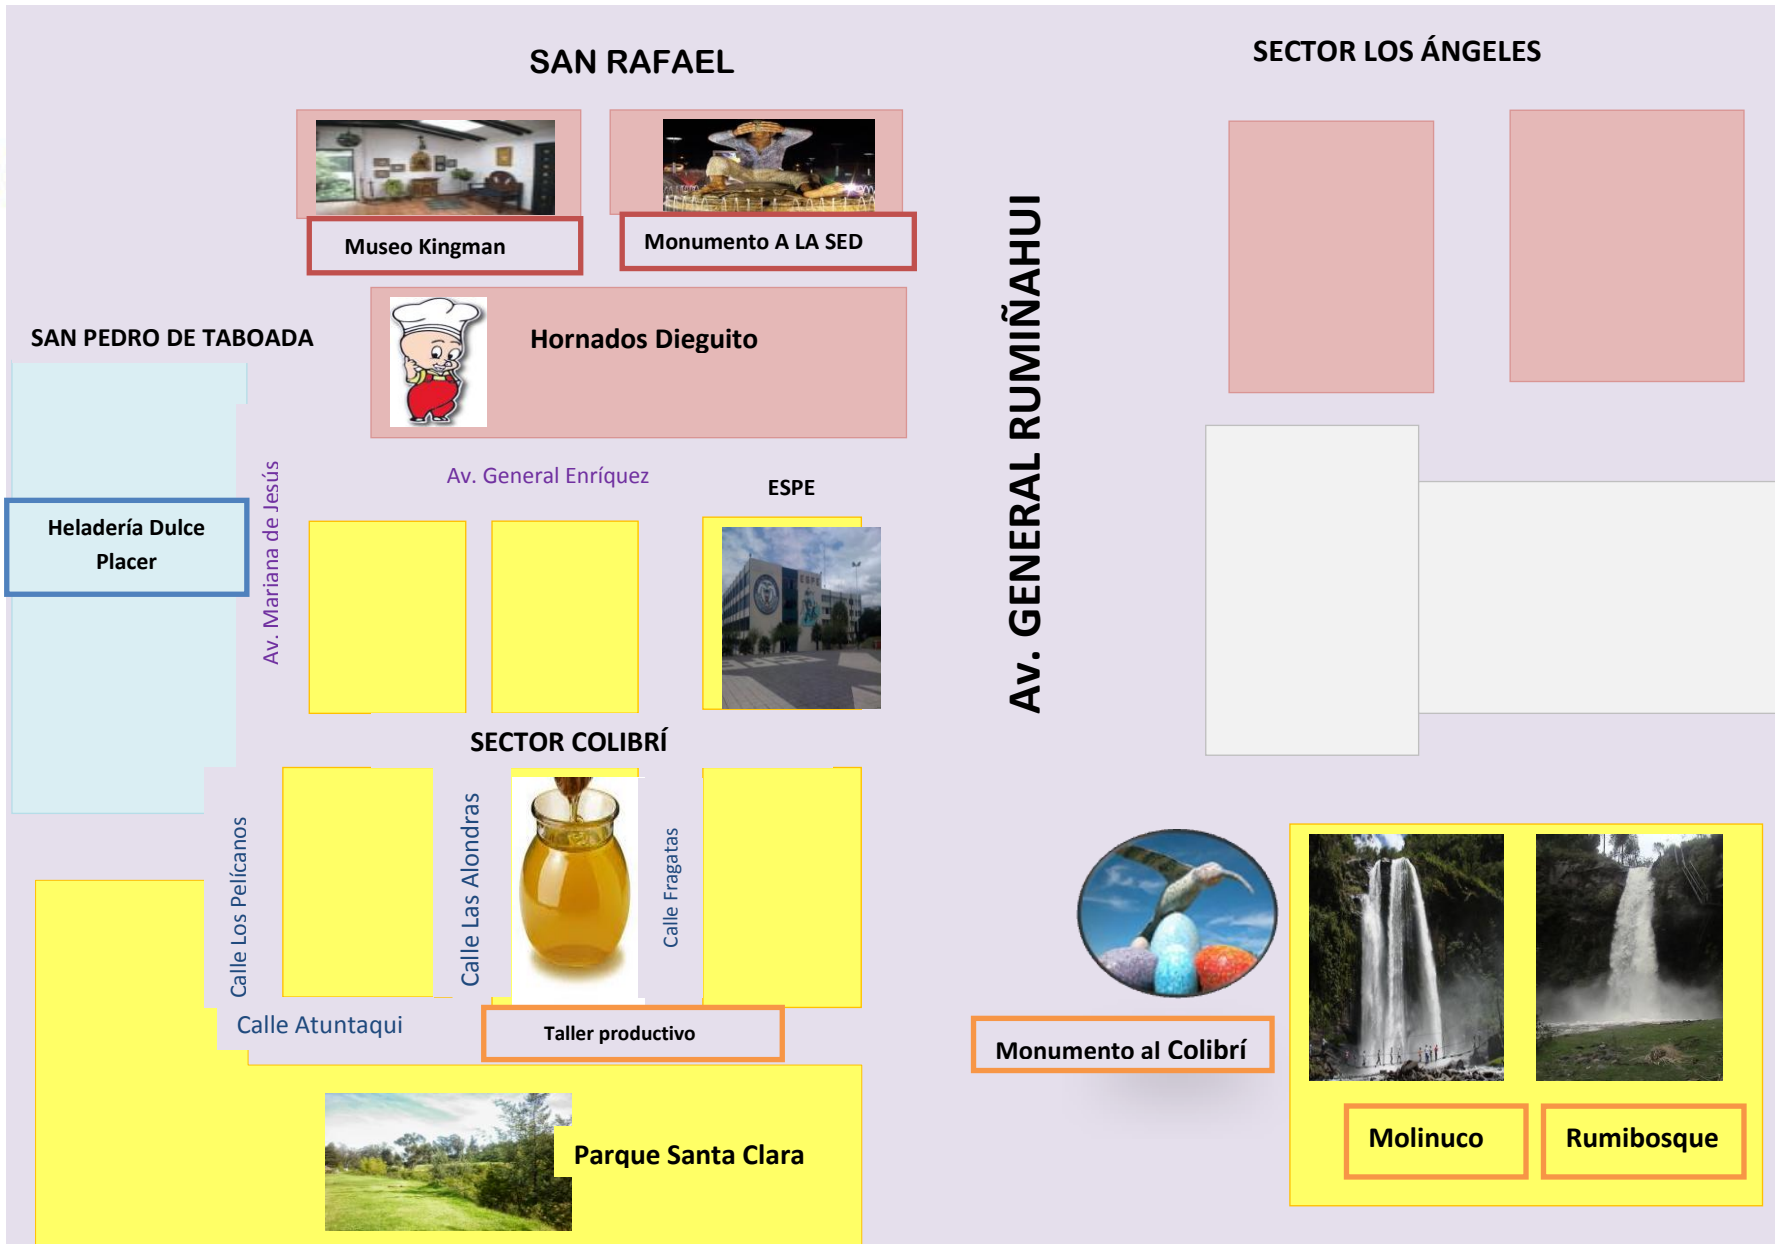 SAN RAFAEL
SECTOR LOS ÁNGELES
Museo Kingman
Monumento A LA SED
SAN PEDRO DE TABOADA
Hornados Dieguito
Av. GENERAL RUMIÑAHUI
Av. General Enríquez
ESPE
Av. Mariana de Jesús
Heladería Dulce
Placer
ESPE
SECTOR COLIBRÍ
Calle Los Pelícanos
Calle Las Alondras
Calle Fragatas
Calle Atuntaqui
Taller productivo
Monumento al Colibrí
Parque Santa Clara
Molinuco
Rumibosque